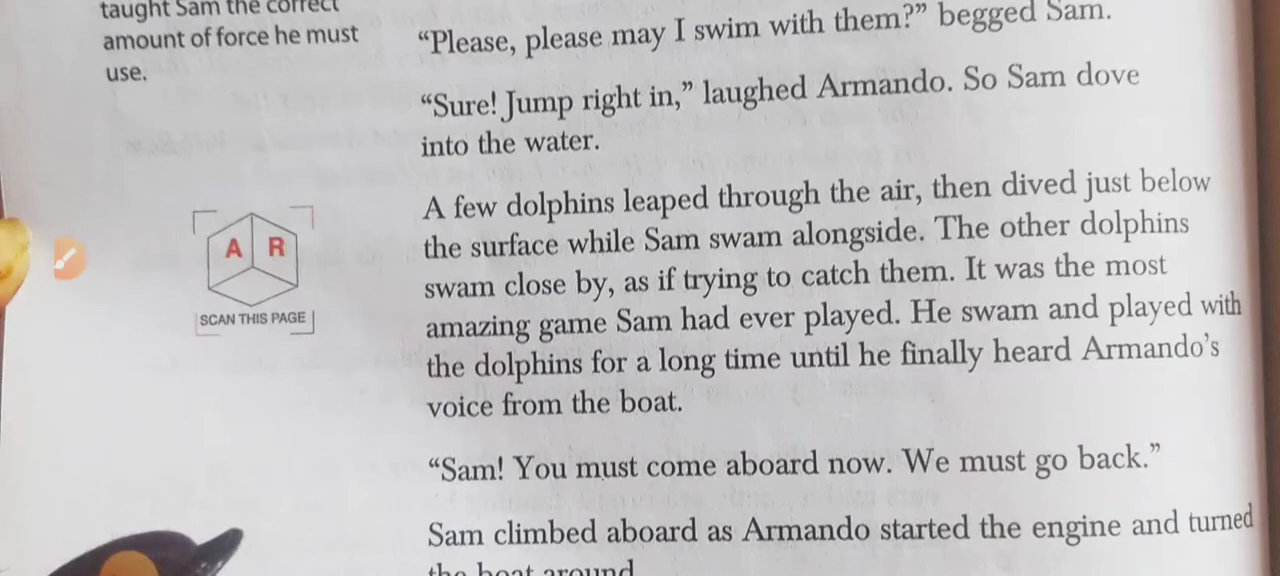 taught Sam the correct
amount of force he must
use.
“Please, please may I swim with them?” begged Sam.
“Sure! Jump right in,” laughed Armando. So Sam dove
into the water.
A few dolphins leaped through the air, then dived just below
the surface while Sam swam alongside. The other dolphins
swam close by, as if trying to catch them. It was the most
amazing game Sam had ever played. He swam and played with
the dolphins for a long time until he finally heard Armando’s
voice from the boat.
“Sam! You must come aboard now. We must go back.”
Sam climbed aboard as Armando started the engine and turned
the boat around
A R
SCAN THIS PAGE